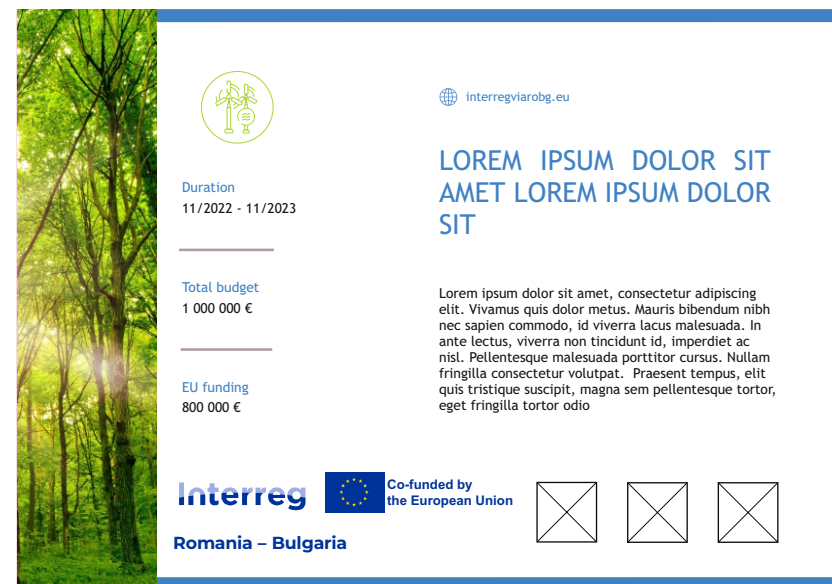 Duration
11/2022 - 11/2023
Total budget
1 000 000 €
EU funding
800 000 €
interregviarobg.eu
LOREM IPSUM DOLOR SIT
AMET LOREM IPSUM DOLOR
SIT
Lorem ipsum dolor sit amet, consectetur adipiscing
elit. Vivamus quis dolor metus. Mauris bibendum nibh
nec sapien commodo, id viverra lacus malesuada. In
ante lectus, viverra non tincidunt id, imperdiet ac
nisl. Pellentesque malesuada porttitor cursus. Nullam
fringilla consectetur volutpat.  Praesent tempus, elit
quis tristique suscipit, magna sem pellentesque tortor,
eget fringilla tortor odio
Interreg
Co-funded by
the European Union
Romania – Bulgaria